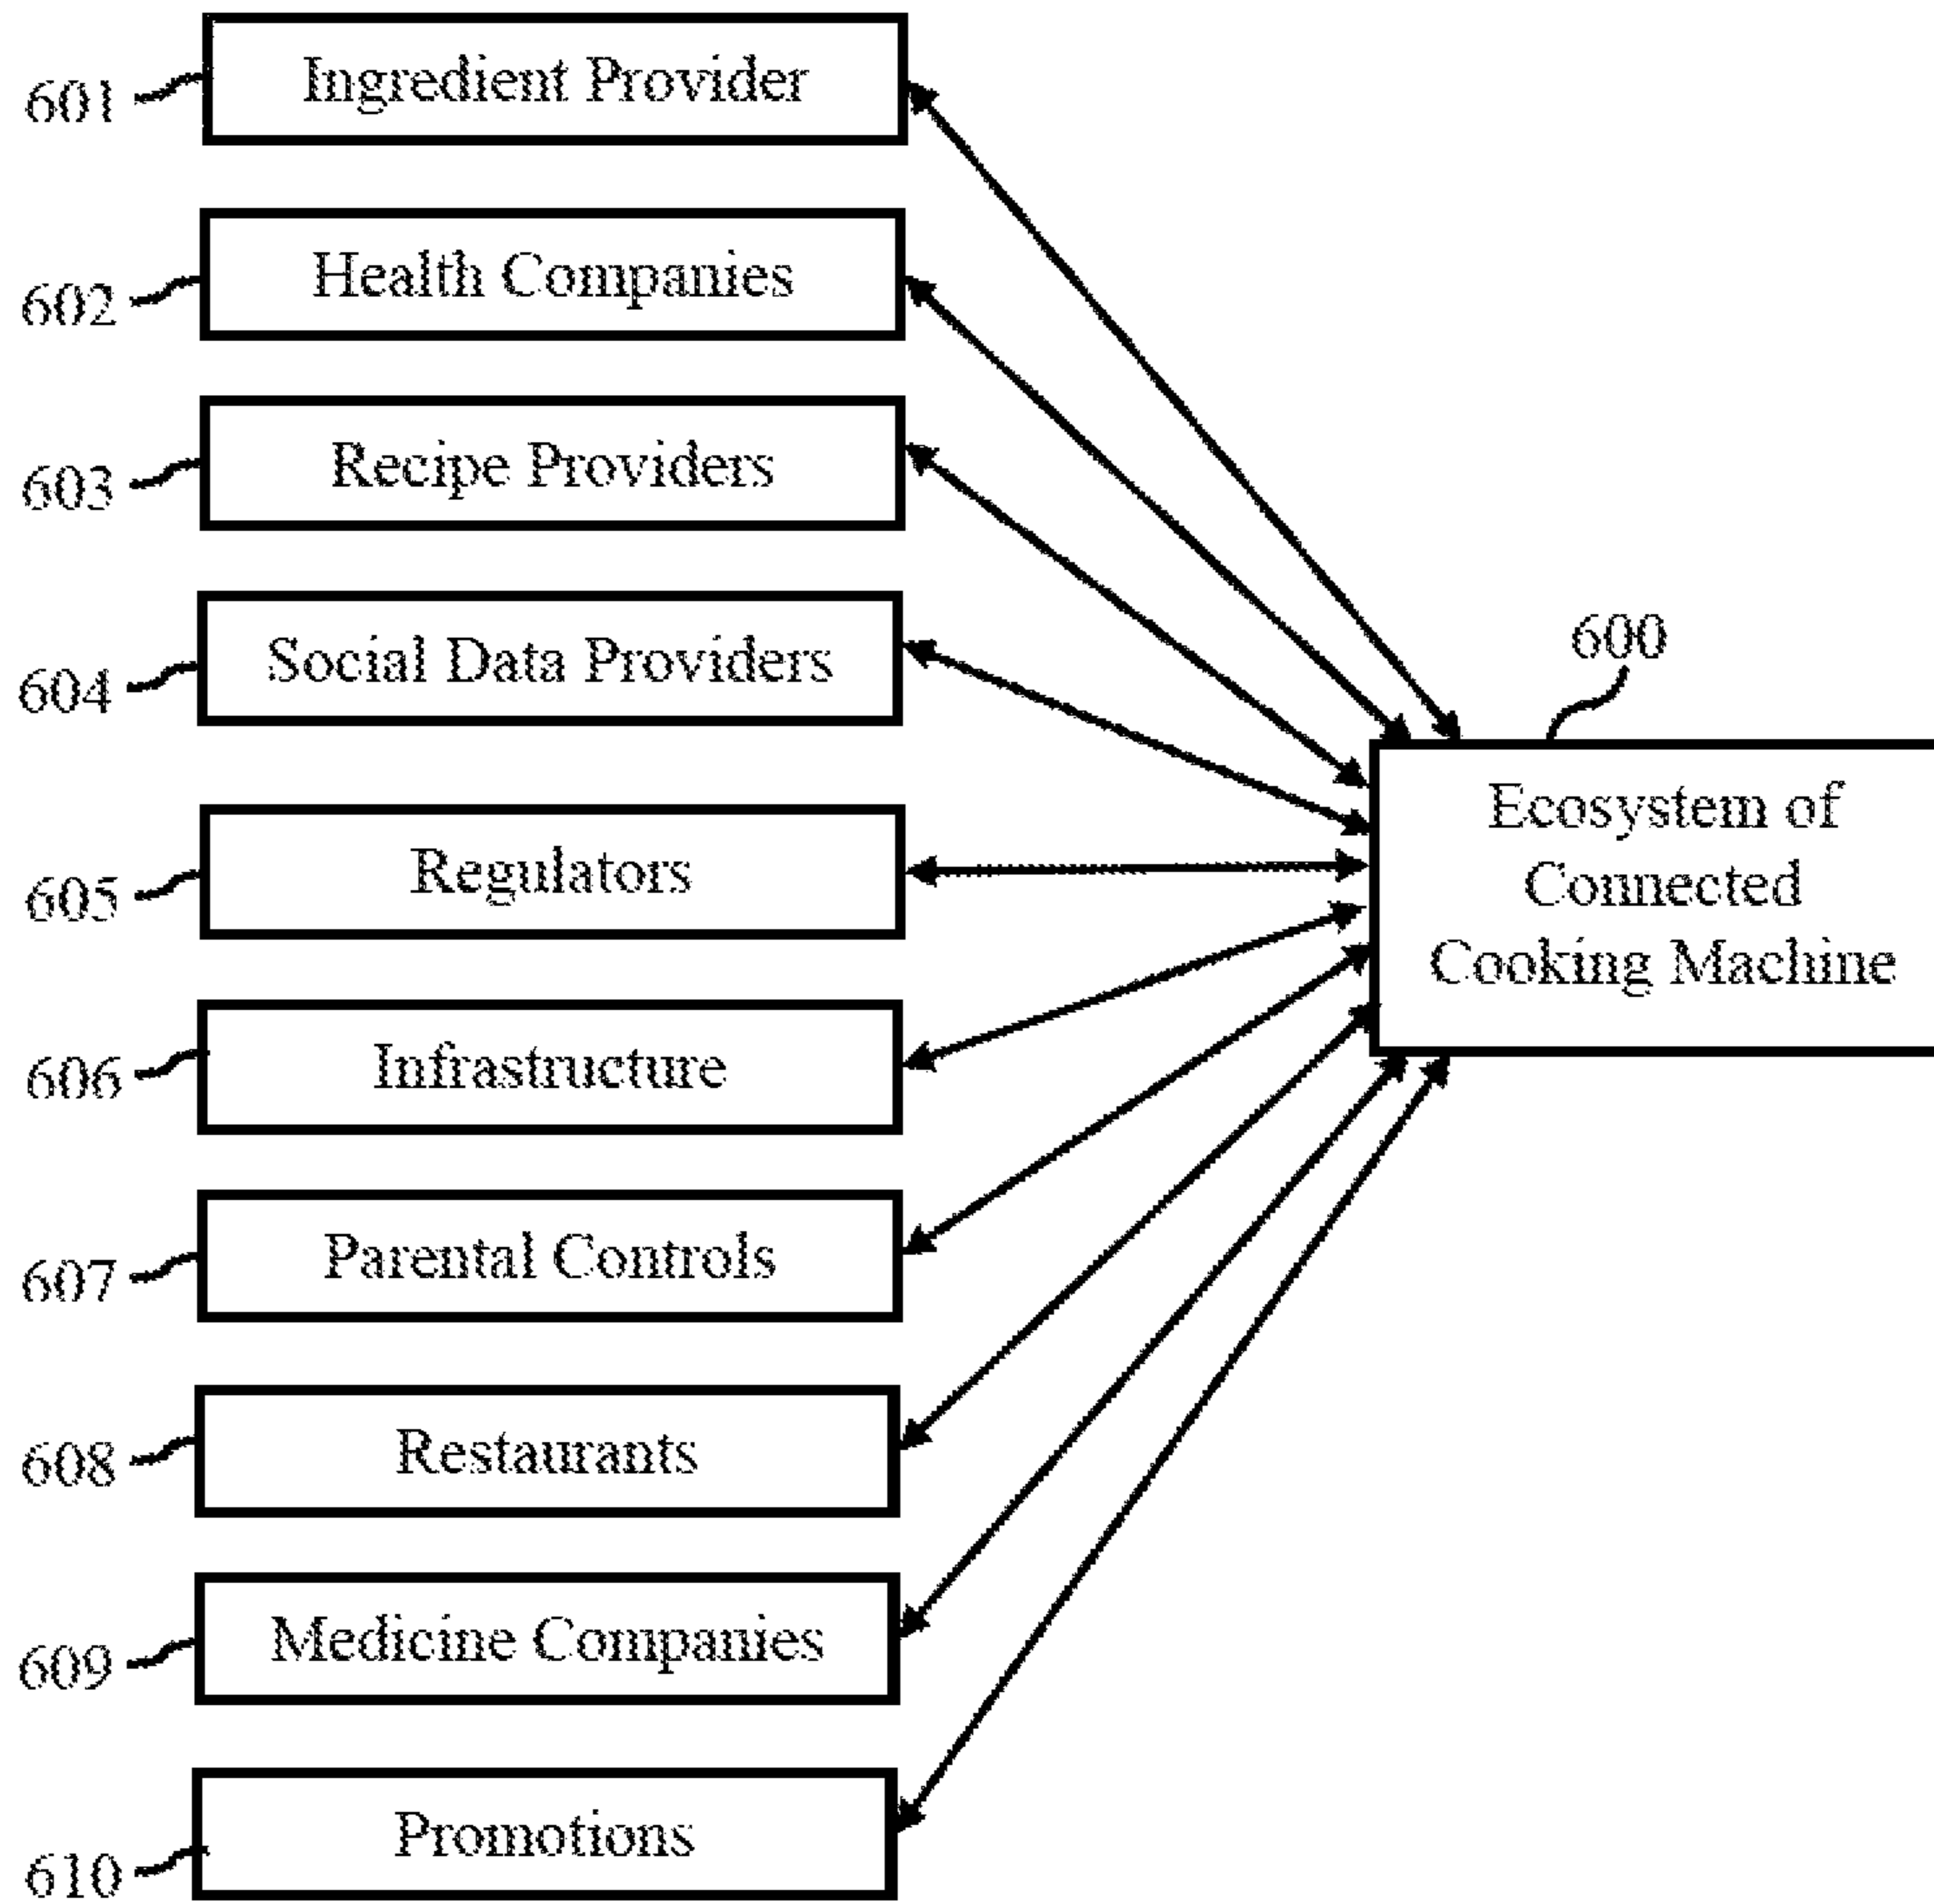 601
Ingredient Provider
602
Health Companies
603
Recipe Providers
604
Social Data Providers
600
Ecosystem of
Connected
Cooking Machine
605
Regulators
606
Infrastructure
607
Parental Controls
608
Restaurants
609
Medicine Companies
610
Promotions